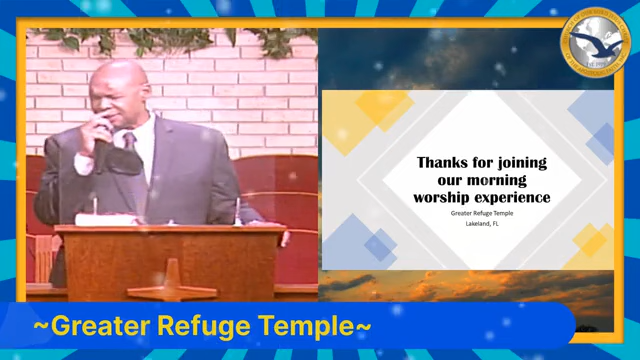 Thanks for joining
our morning
worship experience
Greater Refuge Temple
Lakeland, FL
~Greater Refuge Temple~